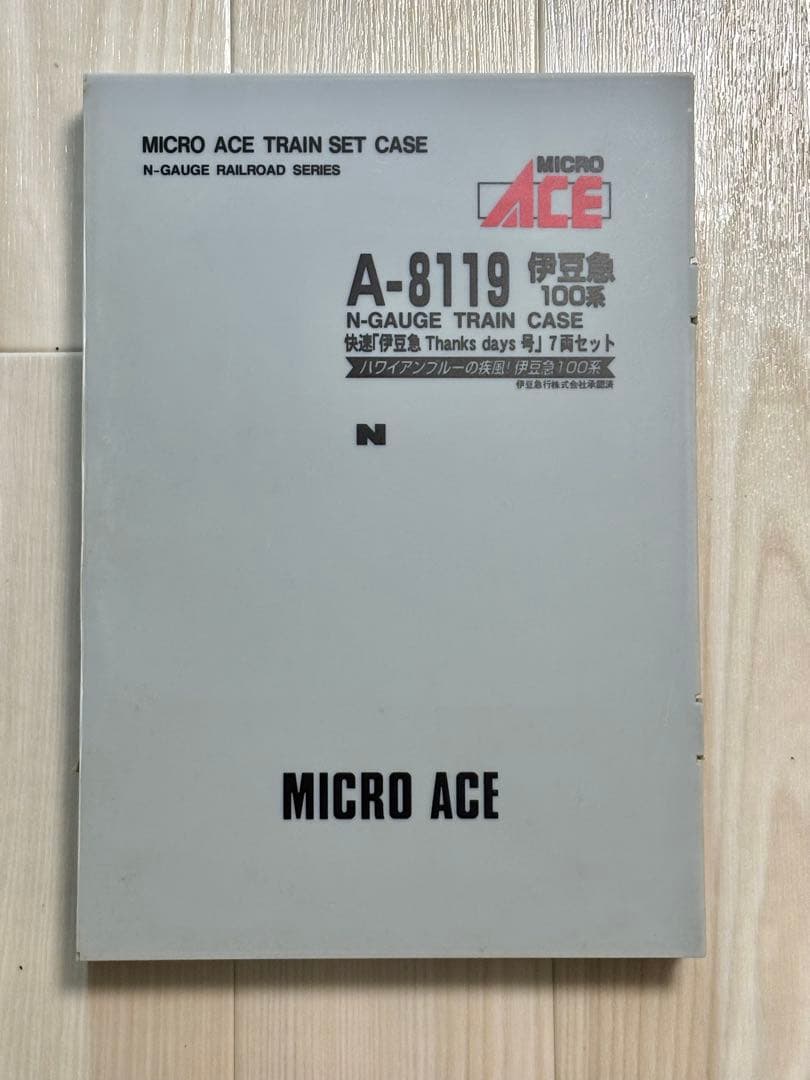 MICRO ACE TRAIN SET CASE
N-GAUGE RAILROAD SERIES
MICRO
ACE
A-8119 伊豆急
100系
N-GAUGE TRAIN CASE
快速「伊豆急 Thanks days 号」7両セット
ハワイアンブルーの疾風!伊豆急100系
伊豆急行株式会社承認済
N
MICRO ACE